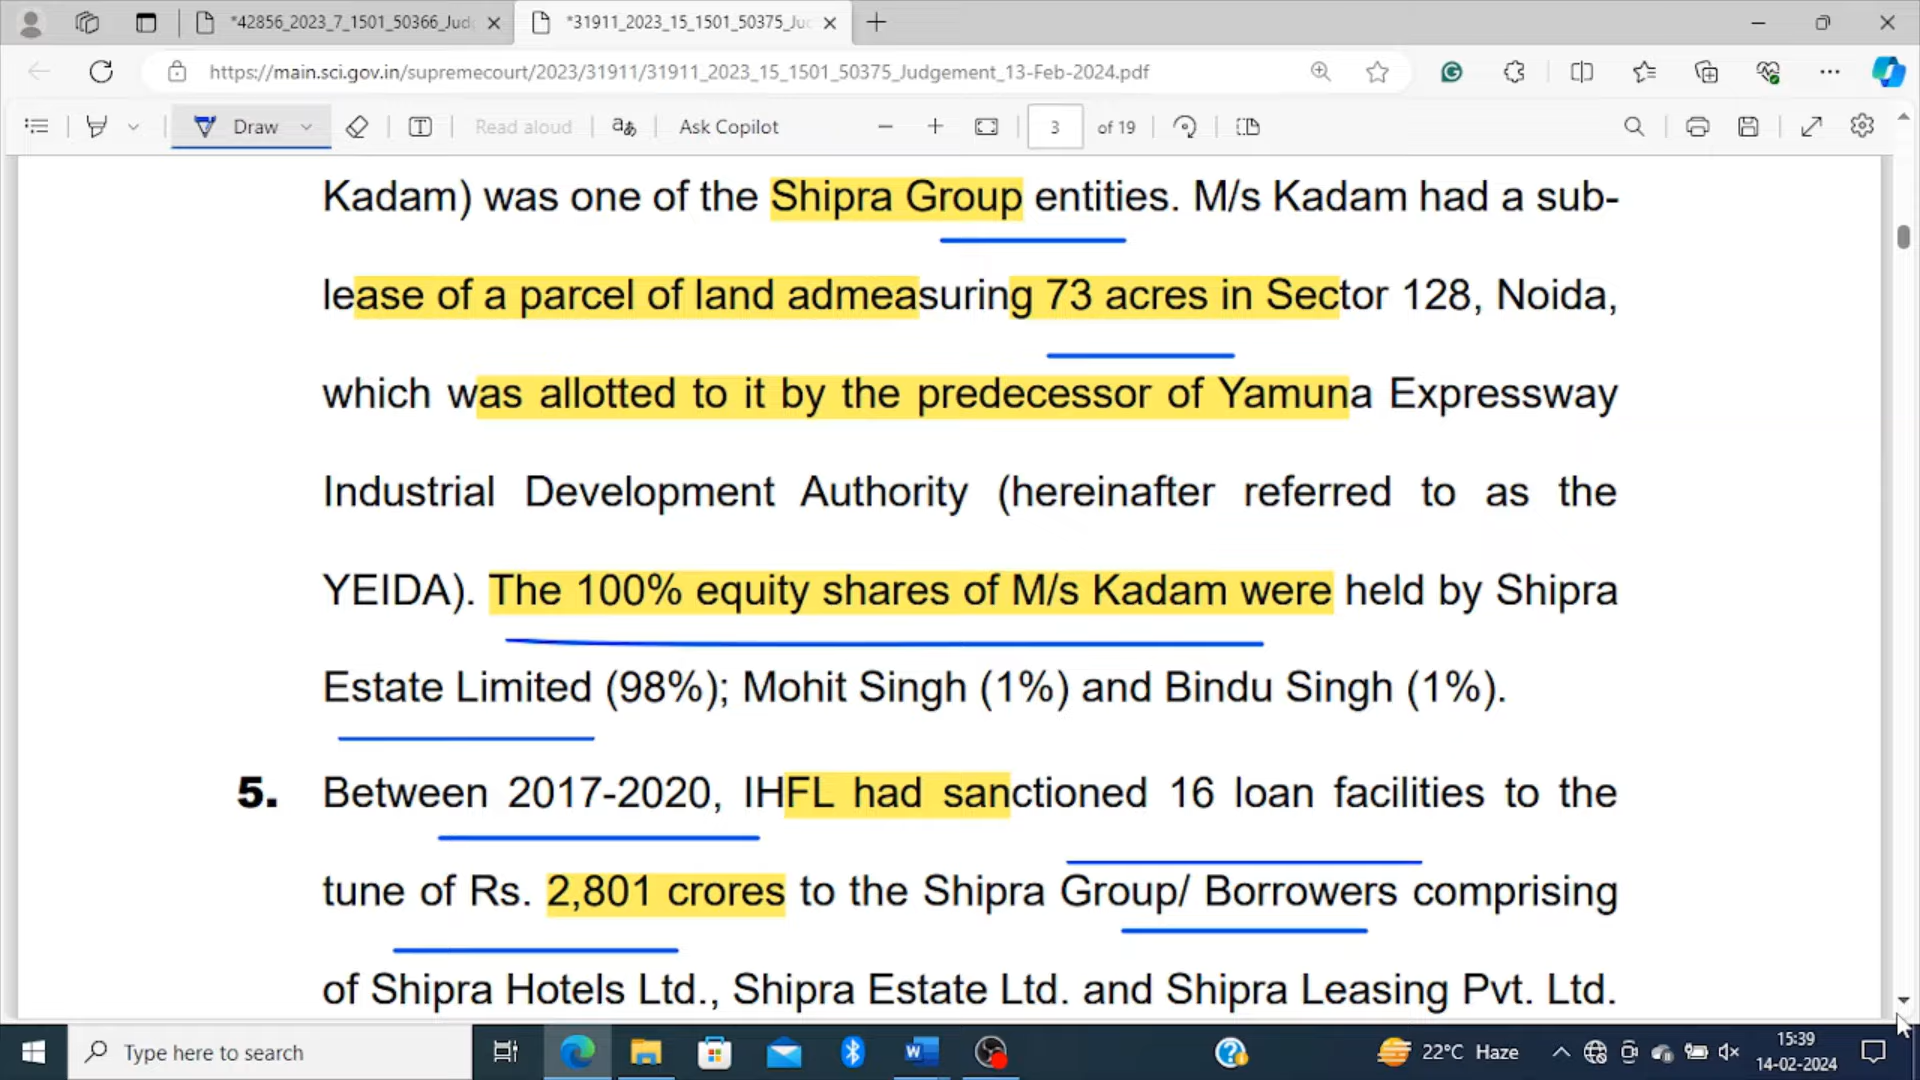 *42856_2023_7_1501_50366_Jud
*31911_2023_15_1501_50375_Ju
https://main.sci.gov.in/supremecourt/2023/31911/31911_2023_15_1501_50375_Judgement_13-Feb-2024.pdf
Draw Read aloud Ask Copilot 3 of 19
Kadam) was one of the Shipra Group entities. M/s Kadam had a sub-
lease of a parcel of land admeasuring 73 acres in Sector 128, Noida,
which was allotted to it by the predecessor of Yamuna Expressway
Industrial Development Authority (hereinafter referred to as the
YEIDA). The 100% equity shares of M/s Kadam were held by Shipra
Estate Limited (98%); Mohit Singh (1%) and Bindu Singh (1%).
5. Between 2017-2020, IHFL had sanctioned 16 loan facilities to the
tune of Rs. 2,801 crores to the Shipra Group/ Borrowers comprising
of Shipra Hotels Ltd., Shipra Estate Ltd. and Shipra Leasing Pvt. Ltd.
Type here to search
22°C Haze
15:39
14-02-2024